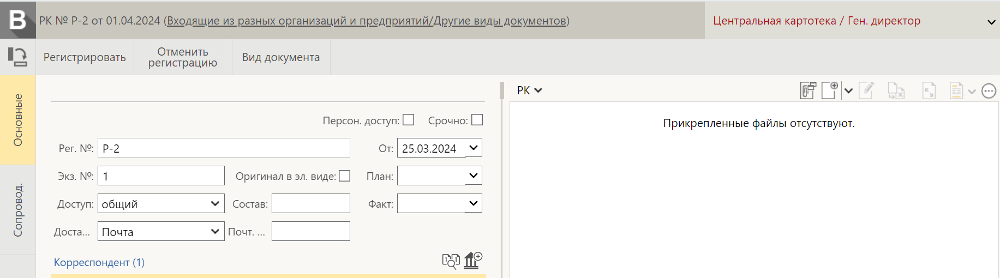 B
РК № Р-2 от 01.04.2024 (Входящие из разных организаций и предприятий/Другие виды документов)
Центральная картотека / Ген. директор
Регистрировать
Отменить
регистрацию
Вид документа
Основные
Сопровод.
РК
Прикрепленные файлы отсутствуют.
Персон. доступ:
Срочно:
Рег. №: Р-2
От: 25.03.2024
Экз. №: 1
Оригинал в эл. виде:
План:
Доступ: общий
Состав:
Факт:
Доста... Почта
Почт. ...
Корреспондент (1)